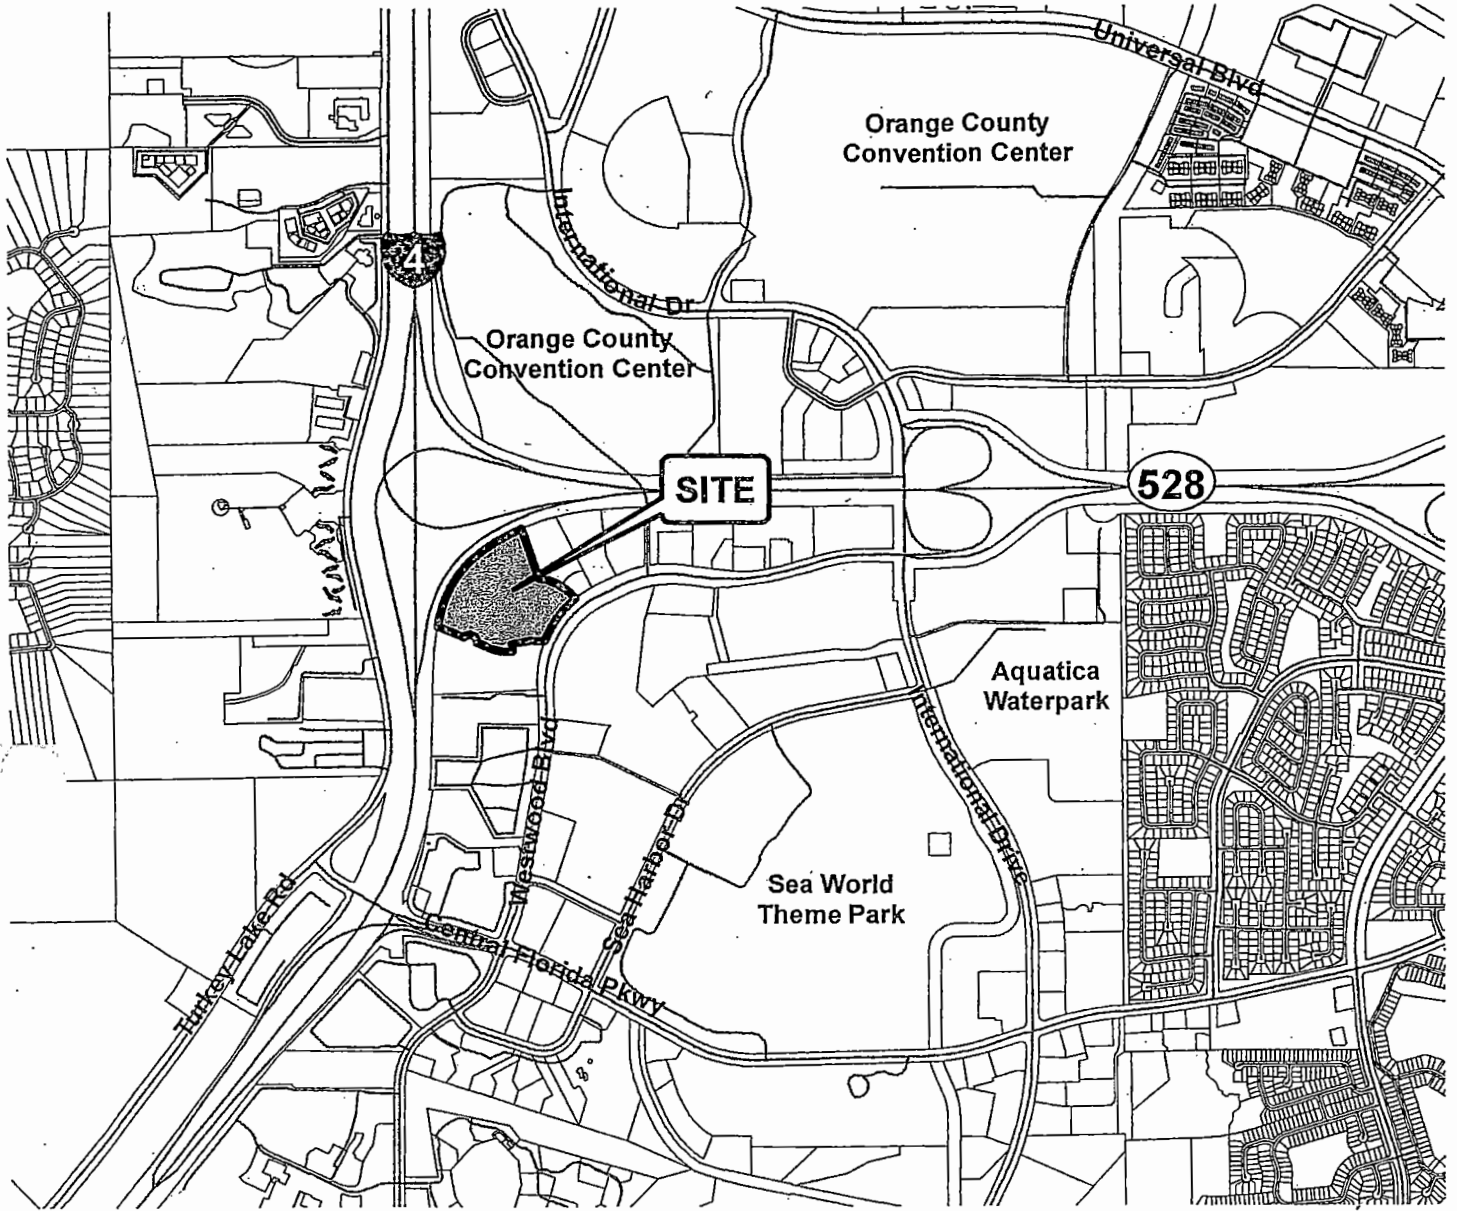 Universal Blvd
Orange County
Convention Center
International Dr
4
Orange County
Convention Center
SITE
528
Aquatica
Waterpark
International Drive
Westwood Blvd
Sea Harbor Dr
Sea World
Theme Park
Turkey Lake Rd
Central Florida Pkwy